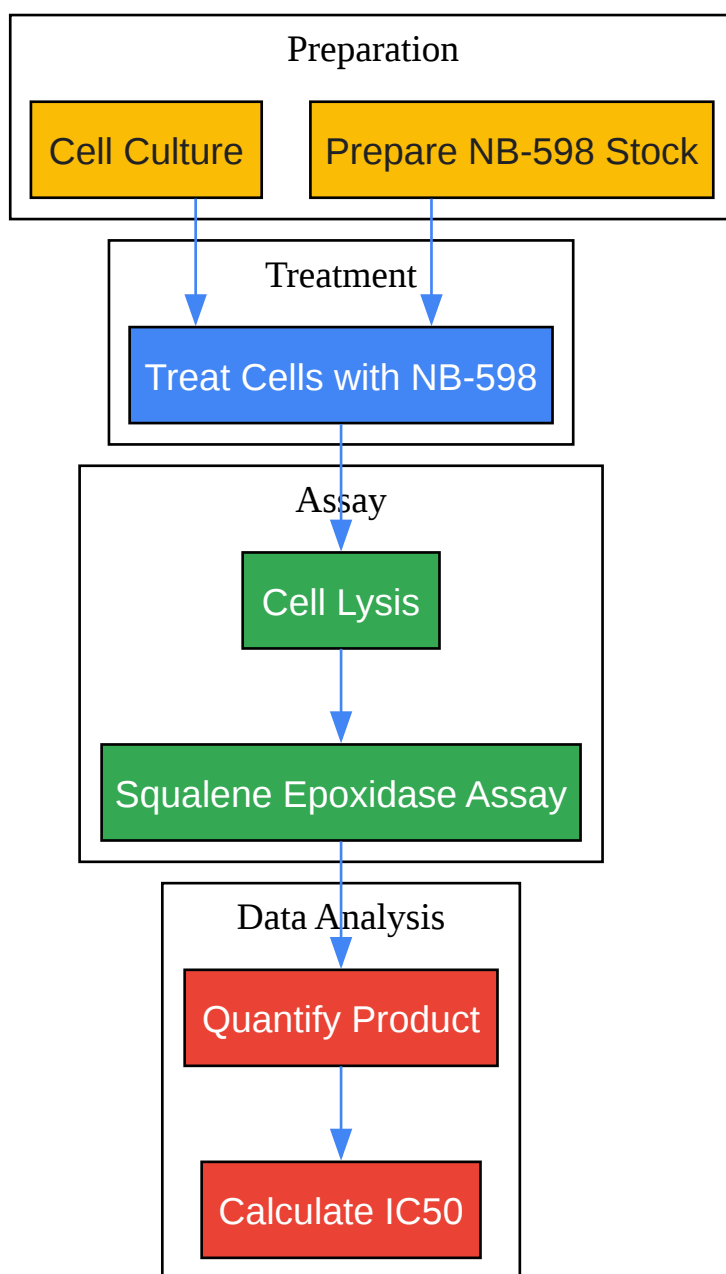 Preparation
Cell Culture
Prepare NB-598 Stock
Treatment
Treat Cells with NB-598
Assay
Cell Lysis
Squalene Epoxidase Assay
Data Analysis
Quantify Product
Calculate IC50